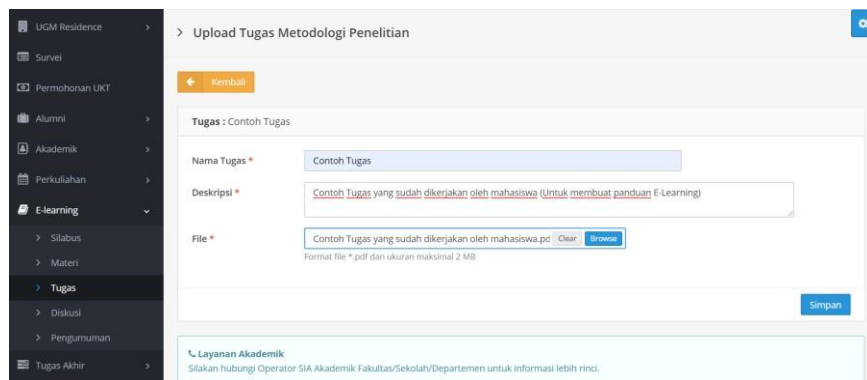 UGM Residence
Survei
Permohonan UKT
Alumni
Akademik
Perkuliahan
E-learning
> Silabus
> Materi
> Tugas
> Diskusi
> Pengumuman
Tugas Akhir
> Upload Tugas Metodologi Penelitian
Kembali
Tugas : Contoh Tugas
Nama Tugas * Contoh Tugas
Deskripsi * Contoh Tugas yang sudah dikerjakan oleh mahasiswa (Untuk membuat panduan E-Learning)
File * Contoh Tugas yang sudah dikerjakan oleh mahasiswa.pd Clear Browse
Format file *.pdf dan ukuran maksimal 2 MB
Simpan
Layanan Akademik
Silakan hubungi Operator SIA Akademik Fakultas/Sekolah/Departemen untuk informasi lebih rinci.